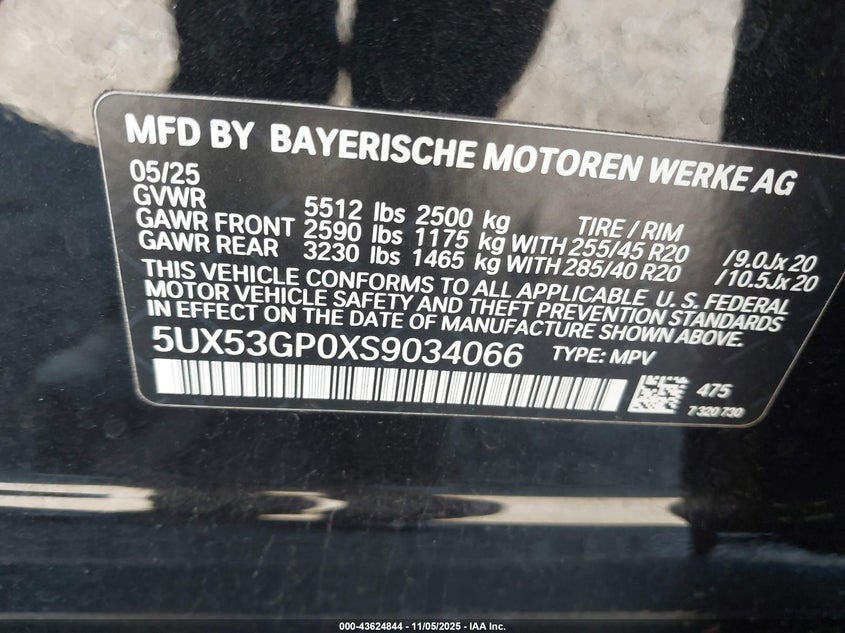 MFD BY BAYERISCHE MOTOREN WERKE AG
05/25
GVWR 5512 lbs 2500 kg TIRE / RIM
GAWR FRONT 2590 lbs 1175 kg WITH 255/45 R20 /9.0Jx20
GAWR REAR 3230 lbs 1465 kg WITH 285/40 R20 /10.5Jx20
THIS VEHICLE CONFORMS TO ALL APPLICABLE U. S. FEDERAL
MOTOR VEHICLE SAFETY AND THEFT PREVENTION STANDARDS
IN EFFECT ON THE DATE OF MANUFACTURE SHOWN ABOVE.
5UX53GP0XS9034066 TYPE: MPV
475
7 320 730
000-43624844 — 11/05/2025 — IAA Inc.